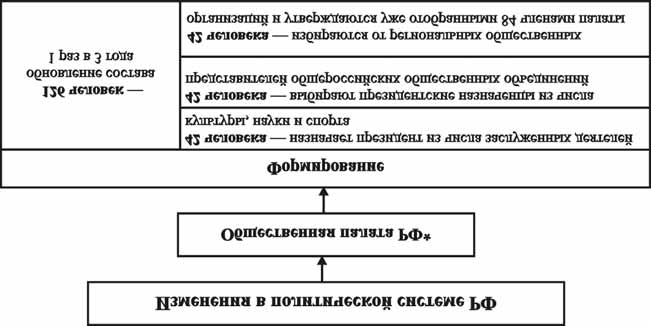 Изменения в политической системе РФ
Общественная палата РФ*
Формирование
126 человек —
обновление состава
1 раз в 3 года
42 человека — назначает президент из числа заслуженных деятелей
культуры, науки и спорта
42 человека — выбирают президентские назначенцы из числа
представителей общероссийских общественных объединений
42 человека — избираются от региональных общественных
организаций и утверждаются уже отобранными 84 членами палаты